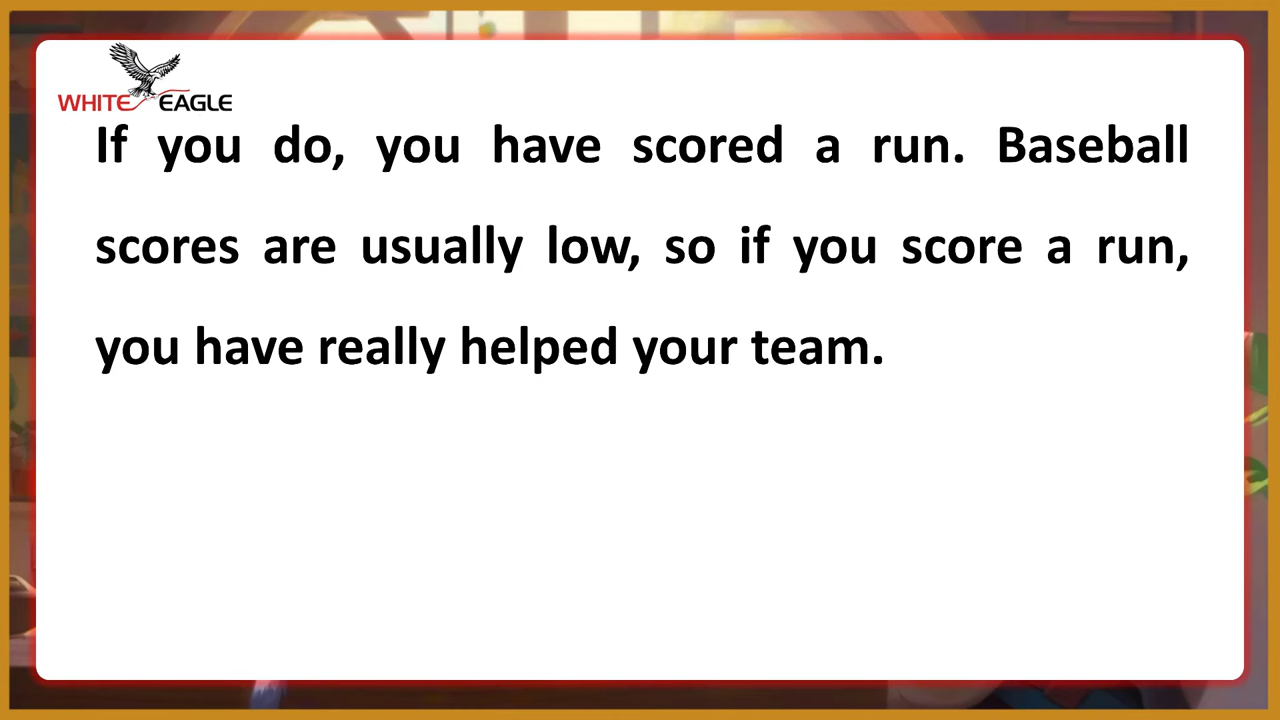 WHITE EAGLE
If you do, you have scored a run. Baseball
scores are usually low, so if you score a run,
you have really helped your team.